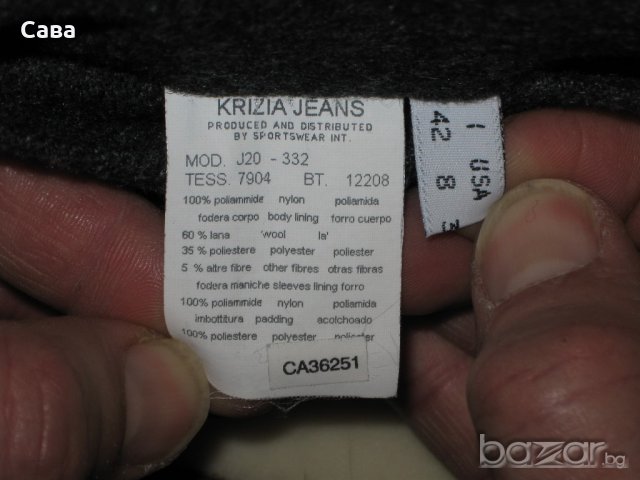 Сава
KRIZIA JEANS
PRODUCED AND DISTRIBUTED
BY SPORTSWEAR INT.
MOD. J20 - 332
TESS. 7904 BT. 12208
100% poliammide nylon poliamida
fodera corpo body lining forro cuerpo
60 % lana wool la'
35 % poliestere polyester poliester
5 % altre fibre other fibres otras fibras
fodera maniche sleeves lining forro
100% poliammide nylon poliamida
imbottitura padding acolchoado
100% poliestere polyester poliester
CA36251
I USA
42 8 3
bazar.bg